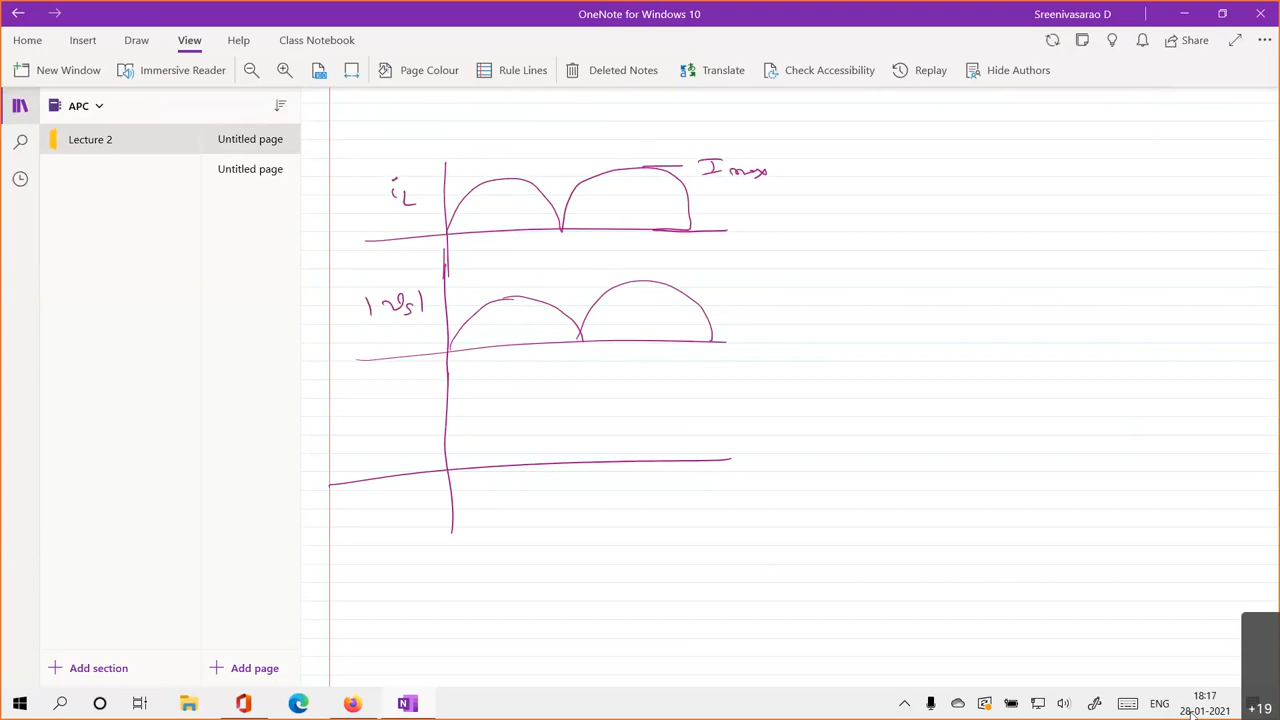 OneNote for Windows 10
Sreenivasarao D
Home Insert Draw View Help Class Notebook
Share
New Window Immersive Reader Page Colour Rule Lines Deleted Notes Translate Check Accessibility Replay Hide Authors
APC
Lecture 2
Untitled page
Untitled page
I max
iL
|vs|
Add section
Add page
ENG
18:17
28-01-2021
+19